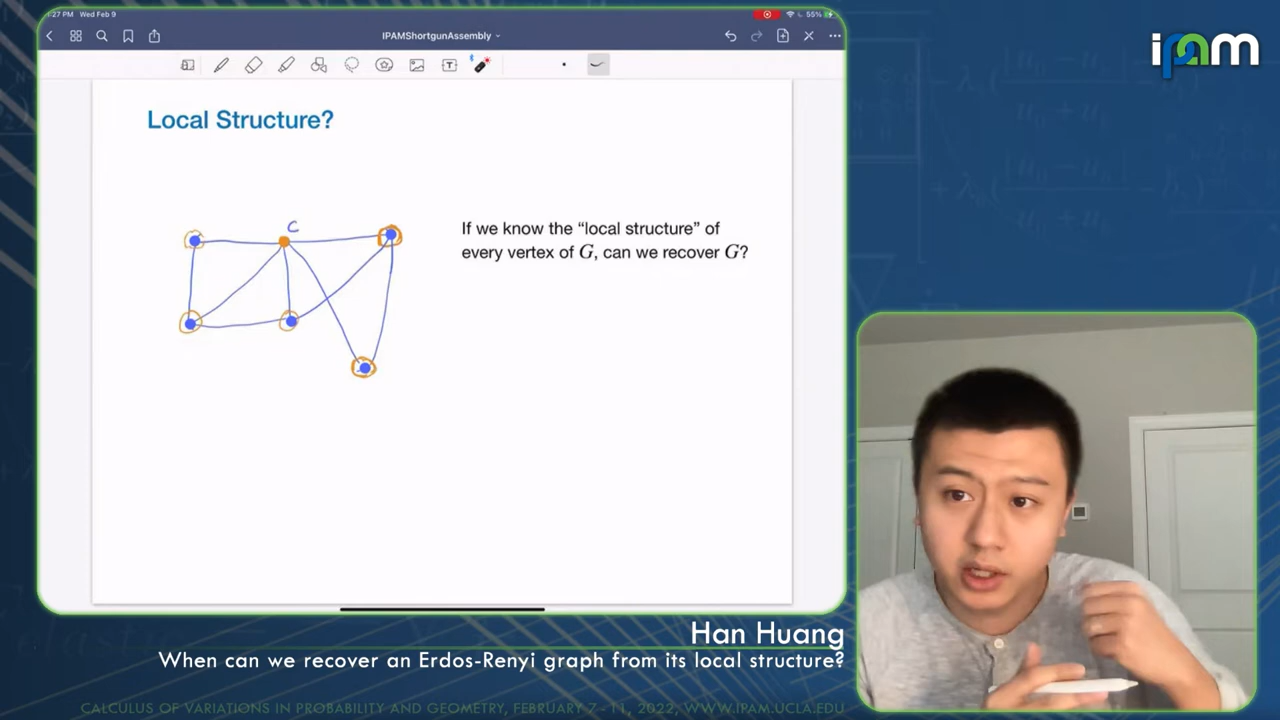 :27 PM Wed Feb 9
55%
IPAMShortgunAssembly
T
ipam
Local Structure?
C
If we know the “local structure” of
every vertex of G, can we recover G?
Han Huang
When can we recover an Erdos-Renyi graph from its local structure?
CALCULUS OF VARIATIONS IN PROBABILITY AND GEOMETRY, FEBRUARY 7 - 11, 2022, WWW.IPAM.UCLA.EDU